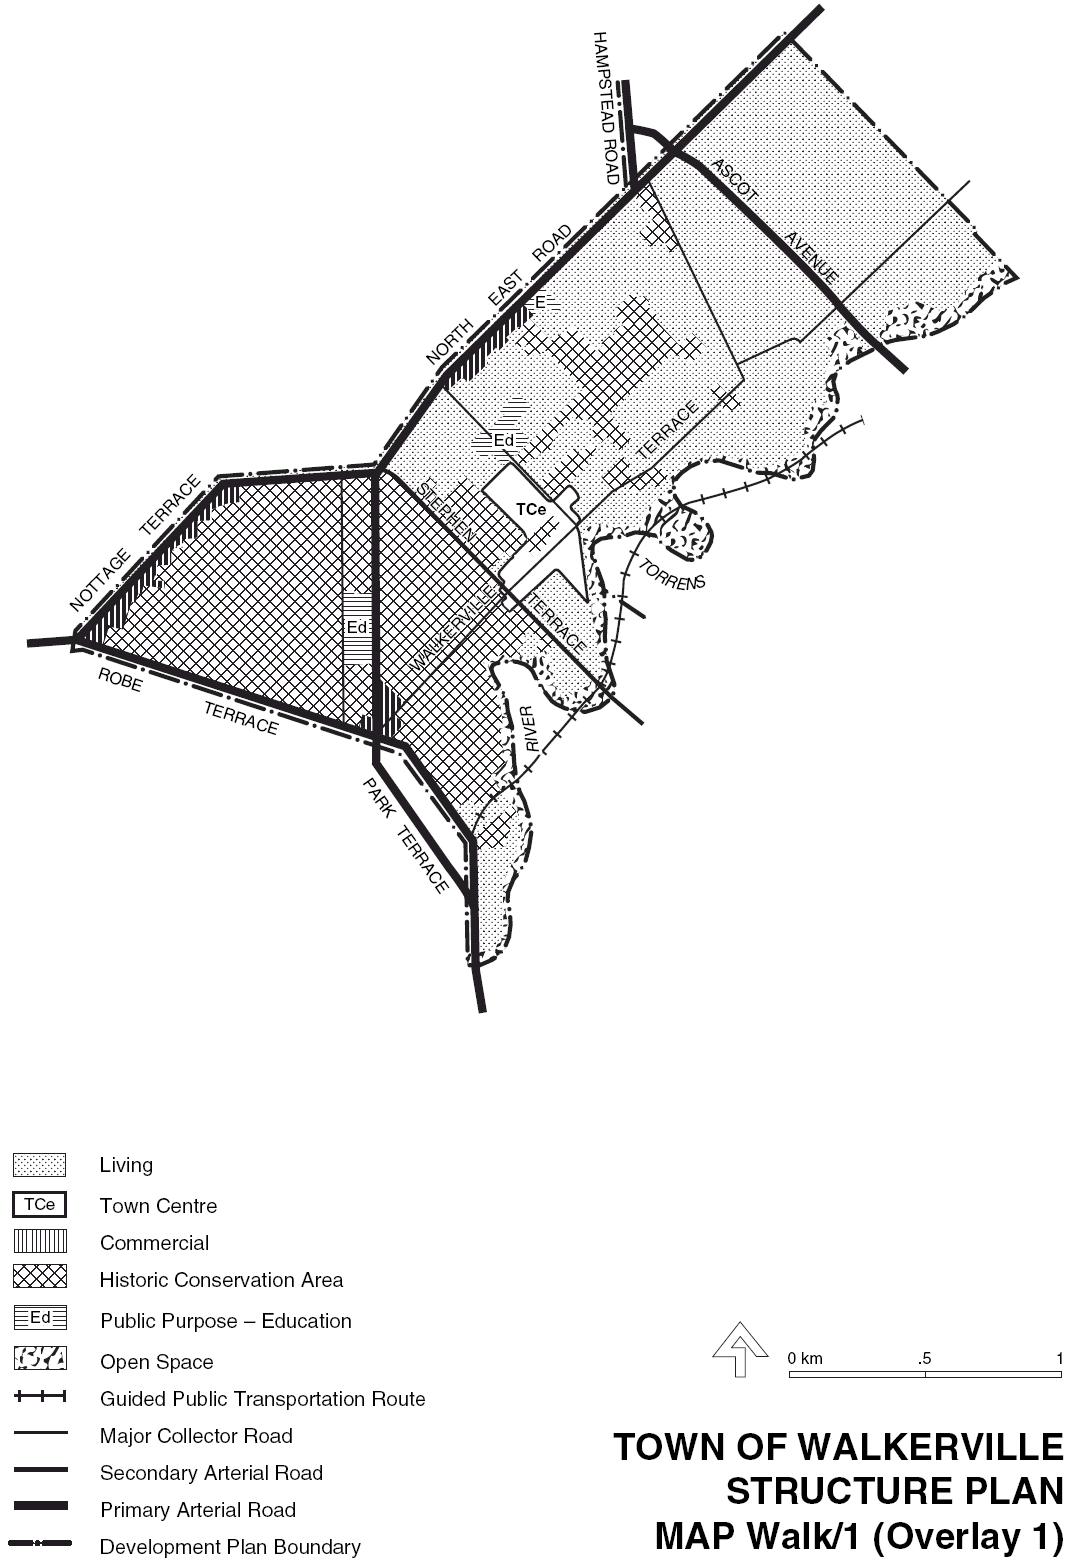 HAMPSTEAD ROAD
ASCOT
AVENUE
NORTH EAST ROAD
E
Ed
TERRACE
STEPHEN
TCe
NOTTAGE TERRACE
TORRENS
Ed
WALKERVILLE
TERRACE
ROBE
TERRACE
RIVER
PARK TERRACE
Living
TCe Town Centre
Commercial
Historic Conservation Area
Ed Public Purpose – Education
Open Space
Guided Public Transportation Route
Major Collector Road
Secondary Arterial Road
Primary Arterial Road
Development Plan Boundary
0 km .5 1
TOWN OF WALKERVILLE
STRUCTURE PLAN
MAP Walk/1 (Overlay 1)